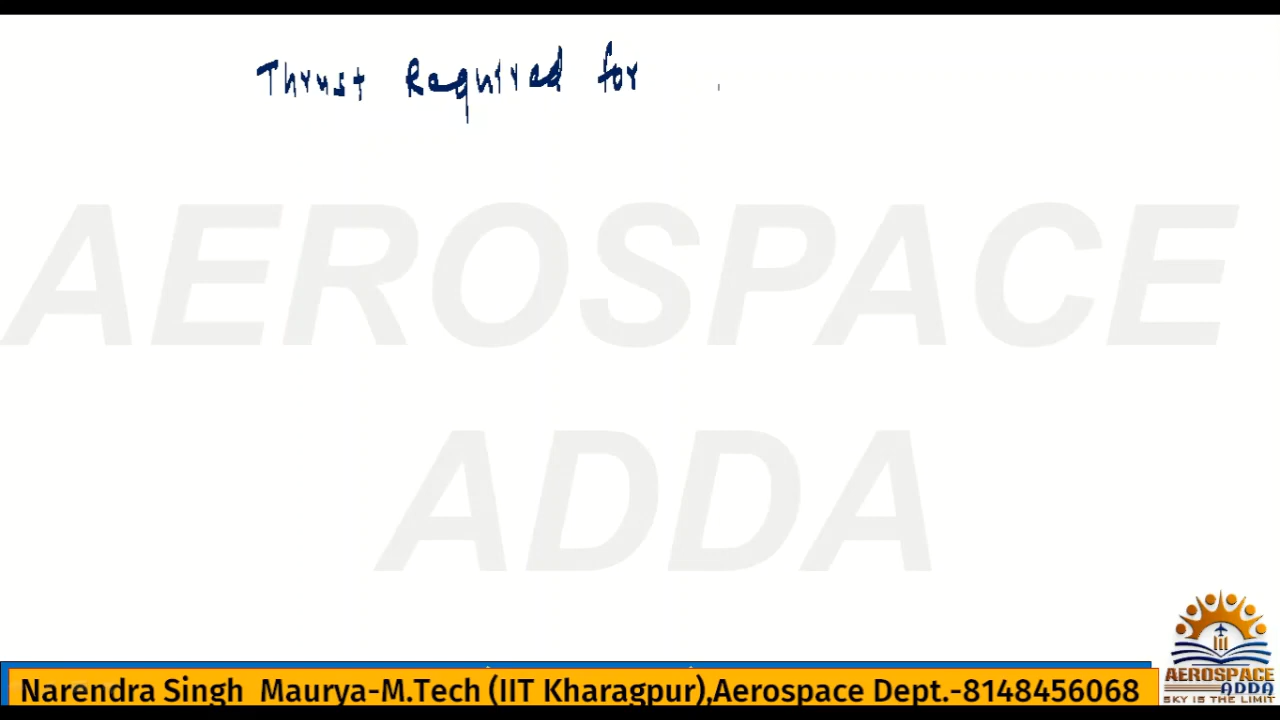 Thrust Required for
AEROSPACE
ADDA
Narendra Singh Maurya-M.Tech (IIT Kharagpur),Aerospace Dept.-8148456068
AEROSPACE
ADDA
SKY IS THE LIMIT